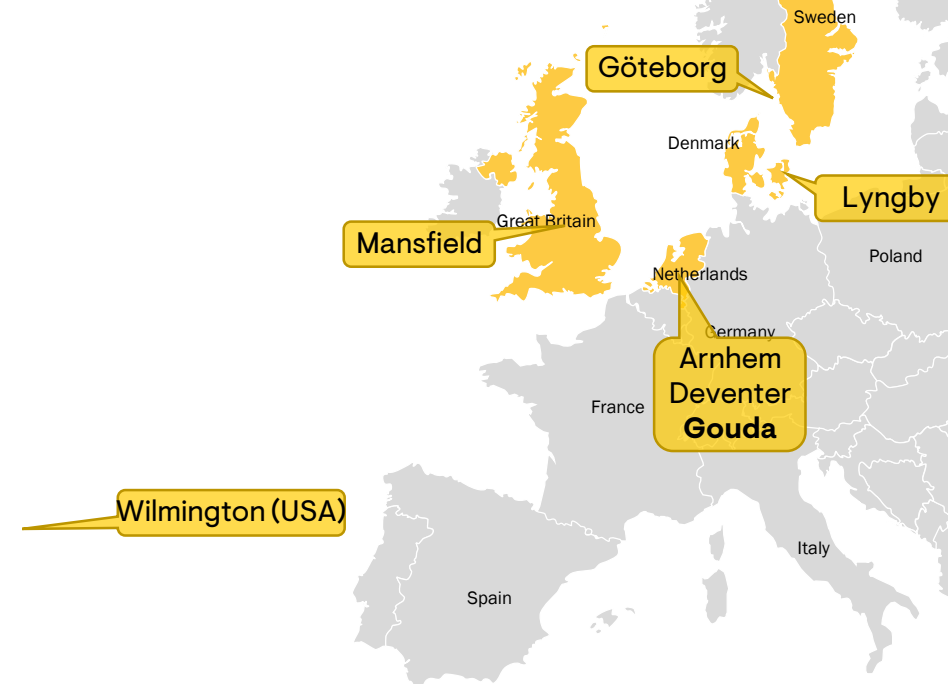 Sweden
Göteborg
Denmark
Lyngby
Great Britain
Mansfield
Poland
Netherlands
Germany
Arnhem
Deventer
Gouda
France
Wilmington (USA)
Italy
Spain